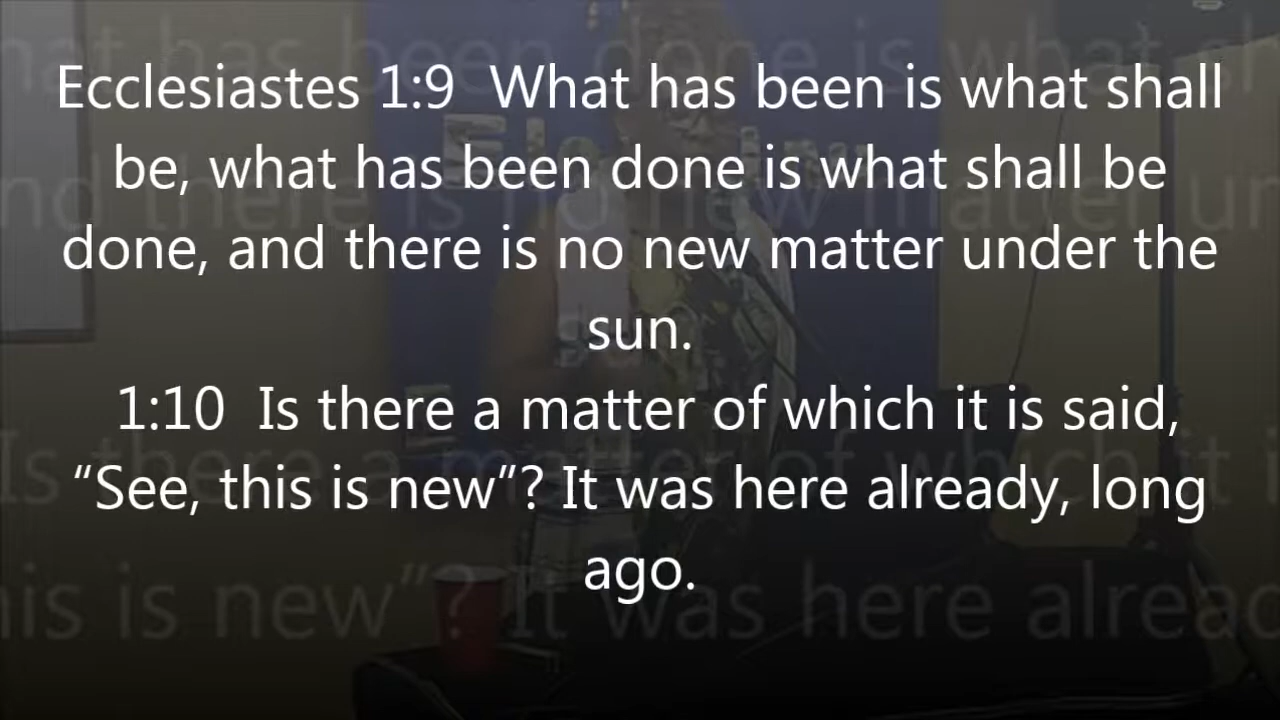 Ecclesiastes 1:9  What has been is what shall
be, what has been done is what shall be
done, and there is no new matter under the
sun.
1:10  Is there a matter of which it is said,
“See, this is new”? It was here already, long
ago.